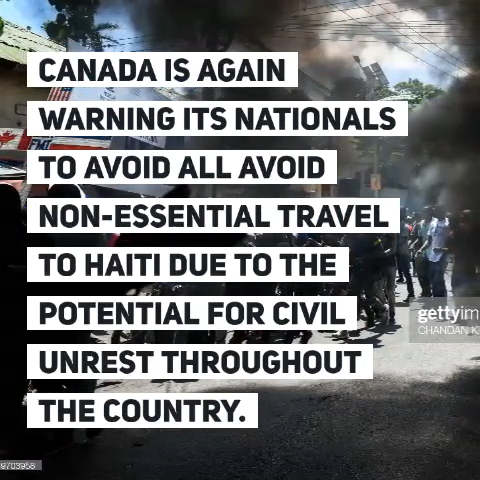 CANADA IS AGAIN
WARNING ITS NATIONALS
TO AVOID ALL AVOID
NON-ESSENTIAL TRAVEL
TO HAITI DUE TO THE
POTENTIAL FOR CIVIL
UNREST THROUGHOUT
THE COUNTRY.
gettyim
CHANDAN K
9703958